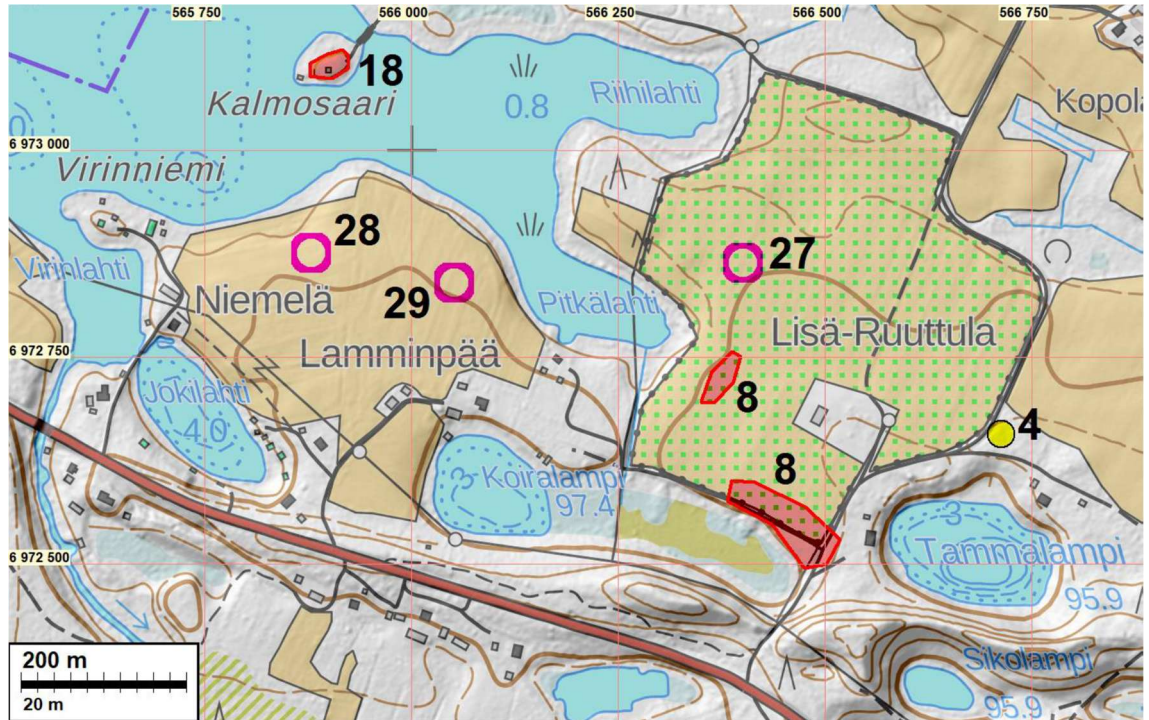 565 750
566 000
566 250
566 500
566 750
18
Kalmosaari
0.8
Riihilahti
6 973 000
Virinniemi
28
27
Virinlahti
Niemelä
29
Pitkälahti
Lisä-Ruuttula
Lamminpää
6 972 750
Jokilahti
8
4.0
4
8
3
Koiralampi
97.4
3
6 972 500
Tammalampi
95.9
200 m
20 m
Sikolampi
95.9